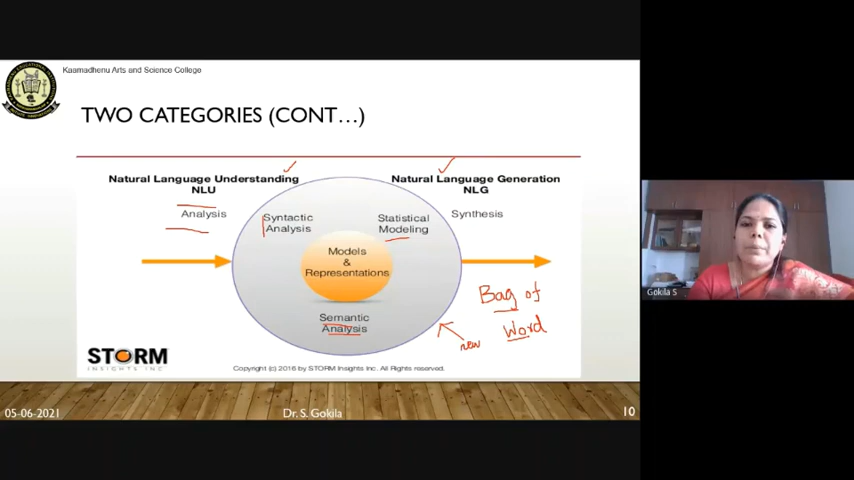 Kaamadhenu Arts and Science College
TWO CATEGORIES (CONT...)
Natural Language Understanding
NLU
Natural Language Generation
NLG
Analysis
Syntactic
Analysis
Statistical
Modeling
Synthesis
Models
&
Representations
Semantic
Analysis
Bag of
Word
new
STORM
INSIGHTS INC
Copyright (c) 2016 by STORM Insights Inc. All Rights reserved.
05-06-2021
Dr. S. Gokila
10
Gokila S